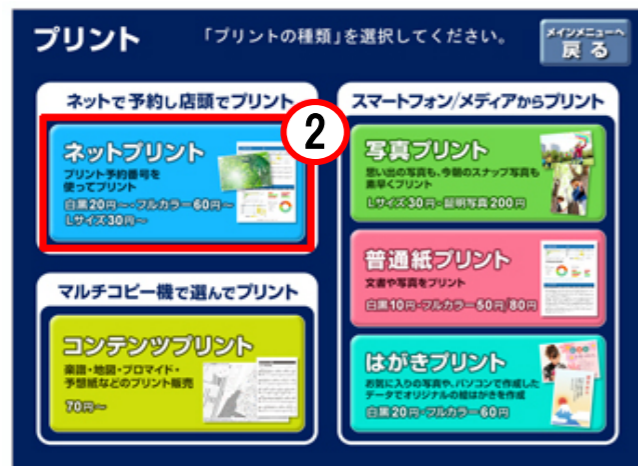 プリント
「プリントの種類」を選択してください。
メインメニューへ
戻る
ネットで予約し店頭でプリント
2
ネットプリント
プリント予約番号を
使ってプリント
白黒20円～・フルカラー60円～
Lサイズ30円～
マルチコピー機で選んでプリント
コンテンツプリント
楽譜・地図・ブロマイド・
予想紙などのプリント販売
70円～
スマートフォン/メディアからプリント
写真プリント
思い出の写真も、今朝のスナップ写真も
素早くプリント
Lサイズ30円・証明写真200円
普通紙プリント
文書や写真をプリント
白黒10円・フルカラー50円/80円
はがきプリント
お気に入りの写真や、パソコンで作成した
データでオリジナルの絵はがきを作成
白黒20円・フルカラー60円